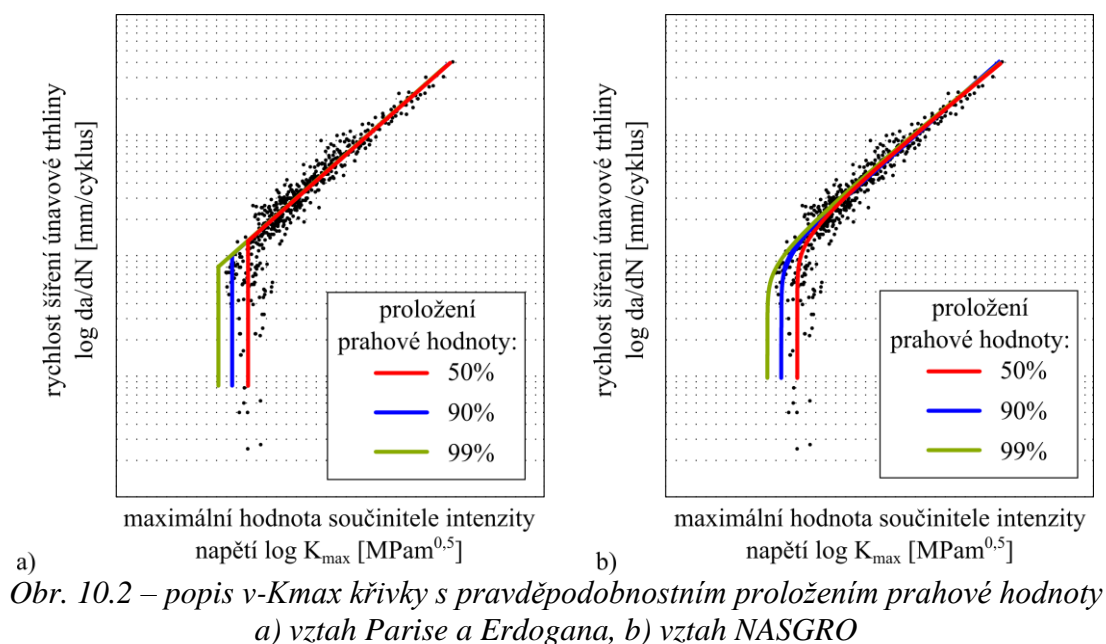 rychlost šíření únavové trhliny
log da/dN [mm/cyklus]
proložení
prahové hodnoty:
50%
90%
99%
maximální hodnota součinitele intenzity
napětí log Kmax [MPam0,5]
a)
rychlost šíření únavové trhliny
log da/dN [mm/cyklus]
proložení
prahové hodnoty:
50%
90%
99%
maximální hodnota součinitele intenzity
napětí log Kmax [MPam0,5]
b)
Obr. 10.2 – popis v-Kmax křivky s pravděpodobnostním proložením prahové hodnoty
a) vztah Parise a Erdogana, b) vztah NASGRO